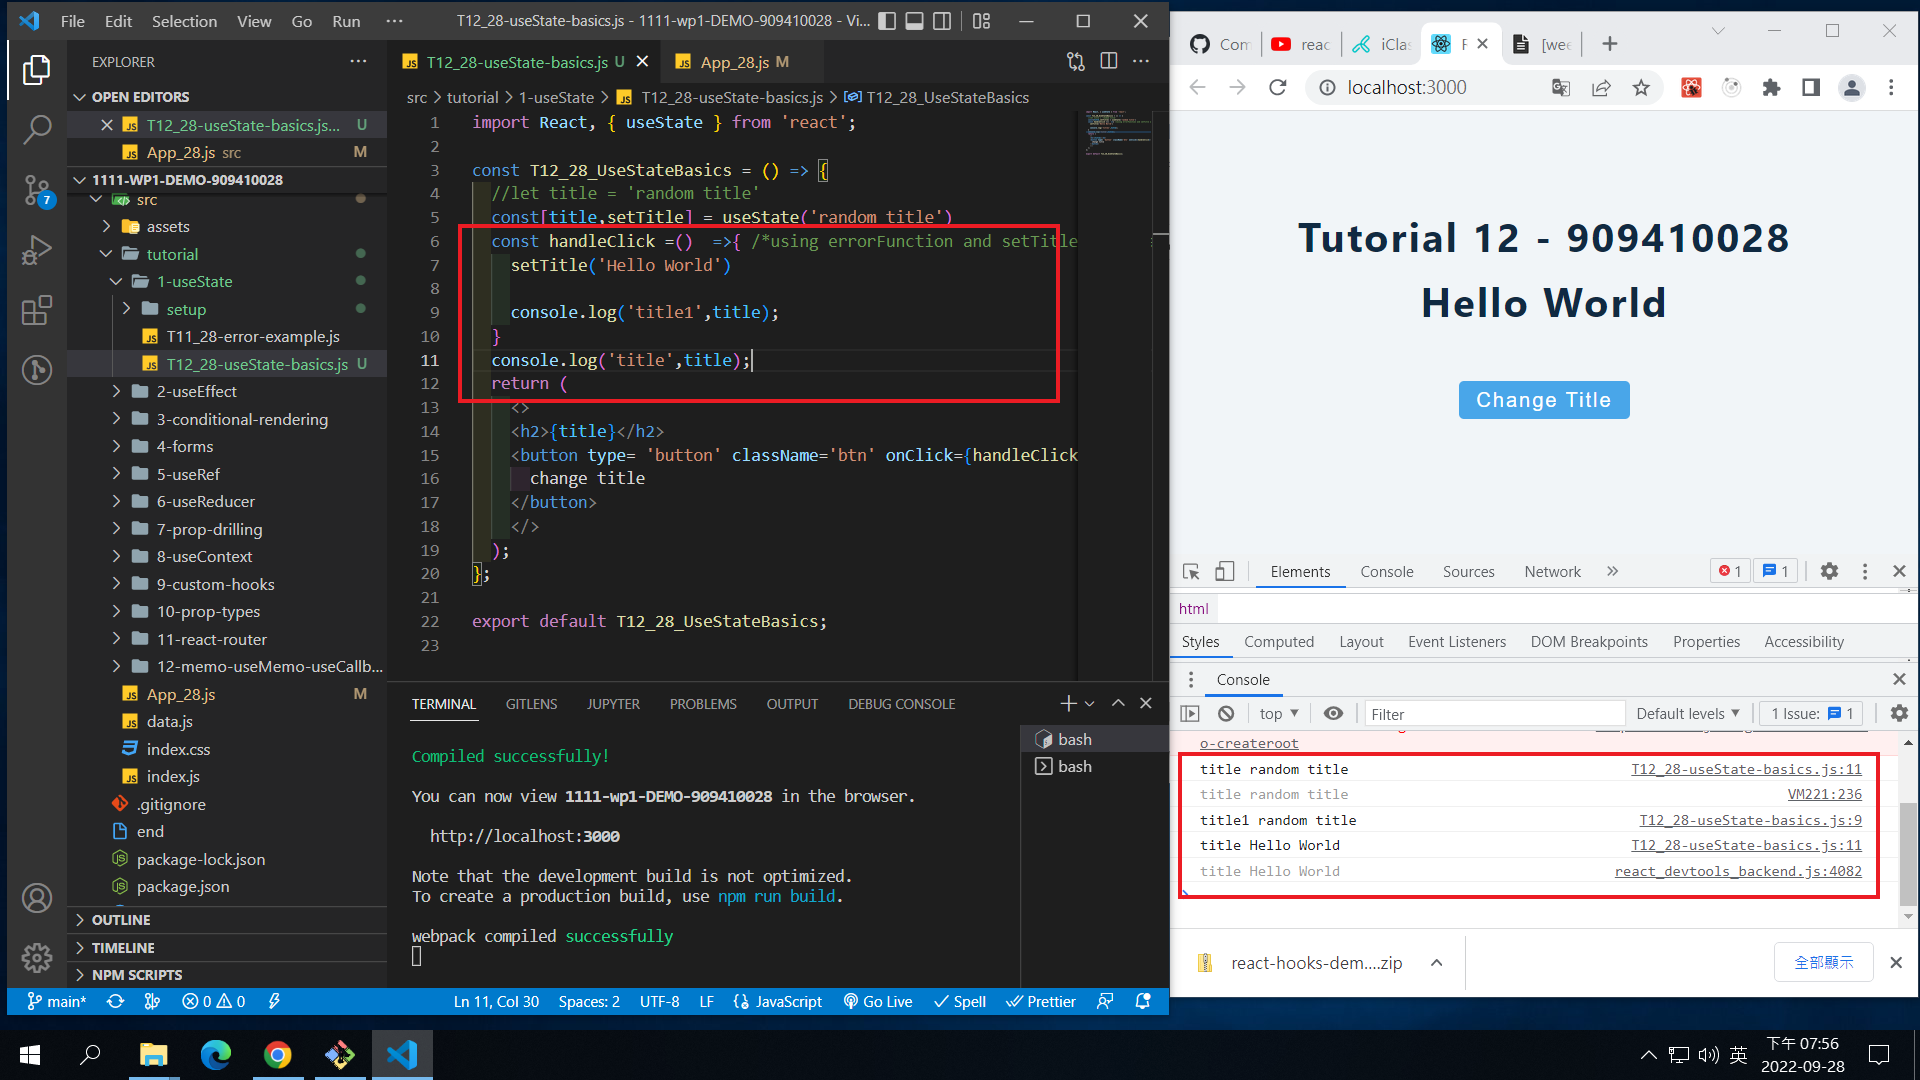 File Edit Selection View Go Run ··· T12_28-useState-basics.js - 1111-wp1-DEMO-909410028 - Vi...
EXPLORER
OPEN EDITORS
T12_28-useState-basics.js... U
App_28.js src M
1111-WP1-DEMO-909410028
src
assets
tutorial
1-useState
setup
T11_28-error-example.js
T12_28-useState-basics.js U
2-useEffect
3-conditional-rendering
4-forms
5-useRef
6-useReducer
7-prop-drilling
8-useContext
9-custom-hooks
10-prop-types
11-react-router
12-memo-useMemo-useCallb...
App_28.js M
data.js
index.css
index.js
.gitignore
end
package-lock.json
package.json
OUTLINE
TIMELINE
NPM SCRIPTS
7
T12_28-useState-basics.js U
App_28.js M
src > tutorial > 1-useState > T12_28-useState-basics.js > T12_28_UseStateBasics
1 import React, { useState } from 'react';
2
3 const T12_28_UseStateBasics = () => {
4 //let title = 'random title'
5 const[title,setTitle] = useState('random title')
6 const handleClick =() =>{ /*using errorFunction and setTitle
7 setTitle('Hello World')
8
9 console.log('title1',title);
10 }
11 console.log('title',title);
12 return (
13 <>
14 <h2>{title}</h2>
15 <button type= 'button' className='btn' onClick={handleClick
16 change title
17 </button>
18 </>
19 );
20 };
21
22 export default T12_28_UseStateBasics;
23
TERMINAL GITLENS JUPYTER PROBLEMS OUTPUT DEBUG CONSOLE
Compiled successfully!
You can now view 1111-wp1-DEMO-909410028 in the browser.
http://localhost:3000
Note that the development build is not optimized.
To create a production build, use npm run build.
webpack compiled successfully
bash
bash
main* 0 0 Ln 11, Col 30 Spaces: 2 UTF-8 LF JavaScript Go Live Spell Prettier
Com reac iClas F [wee
localhost:3000
Tutorial 12 - 909410028
Hello World
Change Title
Elements Console Sources Network 1 1
html
Styles Computed Layout Event Listeners DOM Breakpoints Properties Accessibility
Console
top Filter Default levels 1 Issue: 1
o-createroot
title random title T12_28-useState-basics.js:11
title random title VM221:236
title1 random title T12_28-useState-basics.js:9
title Hello World T12_28-useState-basics.js:11
title Hello World react_devtools_backend.js:4082
react-hooks-dem....zip
全部顯示
英
下午 07:56
2022-09-28